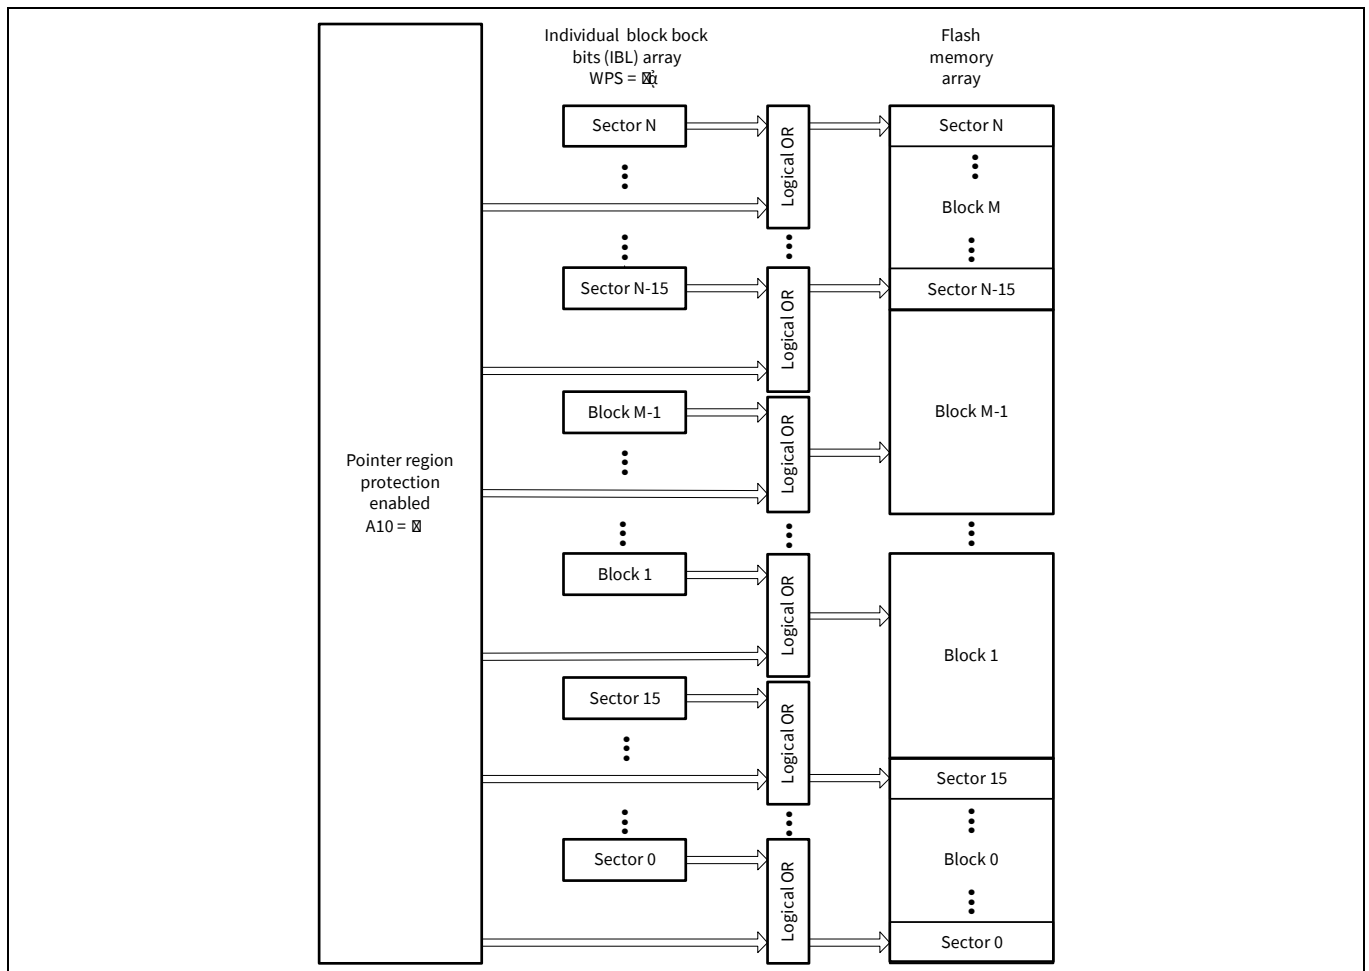 Individual block bock
bits (IBL) array
WPS =
Flash
memory
array
Sector N
Logical OR
Sector N
Block M
Sector N-15
Logical OR
Sector N-15
Block M-1
Logical OR
Block M-1
Pointer region
protection
enabled
A10 =
Block 1
Logical OR
Block 1
Sector 15
Logical OR
Sector 15
Block 0
Sector 0
Logical OR
Sector 0